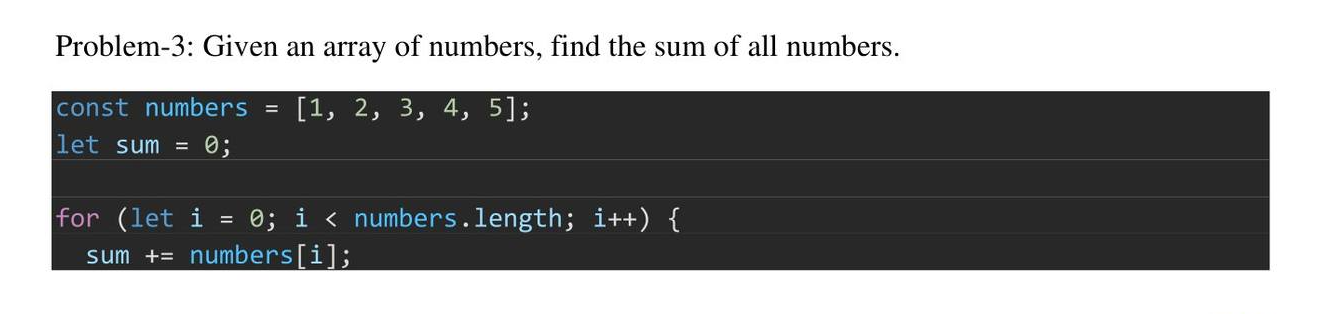 Problem-3: Given an array of numbers, find the sum of all numbers.
const numbers = [1, 2, 3, 4, 5];
let sum = 0;
for (let i = 0; i < numbers.length; i++) {
  sum += numbers[i];